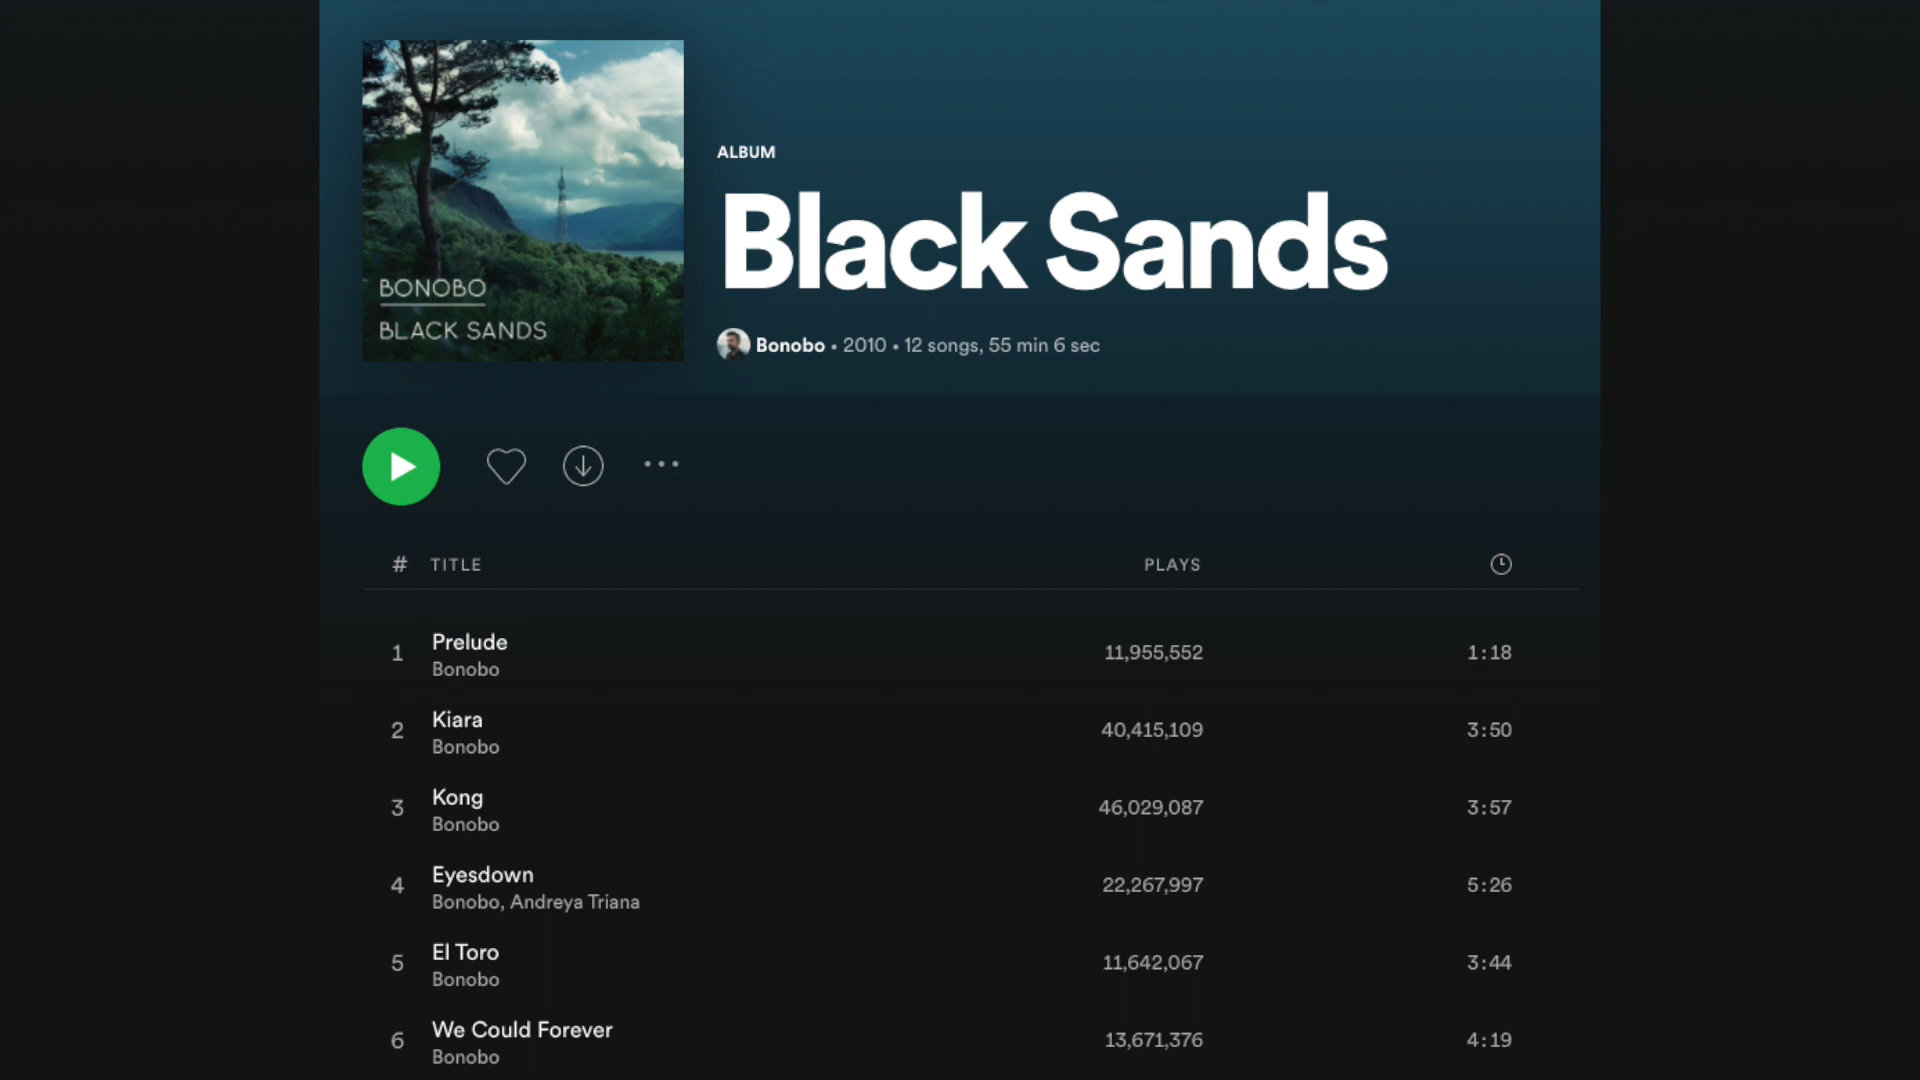 BONOBO
BLACK SANDS
ALBUM
Black Sands
Bonobo • 2010 • 12 songs, 55 min 6 sec
# TITLE PLAYS
1 Prelude 11,955,552 1:18
Bonobo
2 Kiara 40,415,109 3:50
Bonobo
3 Kong 46,029,087 3:57
Bonobo
4 Eyesdown 22,267,997 5:26
Bonobo, Andreya Triana
5 El Toro 11,642,067 3:44
Bonobo
6 We Could Forever 13,671,376 4:19
Bonobo